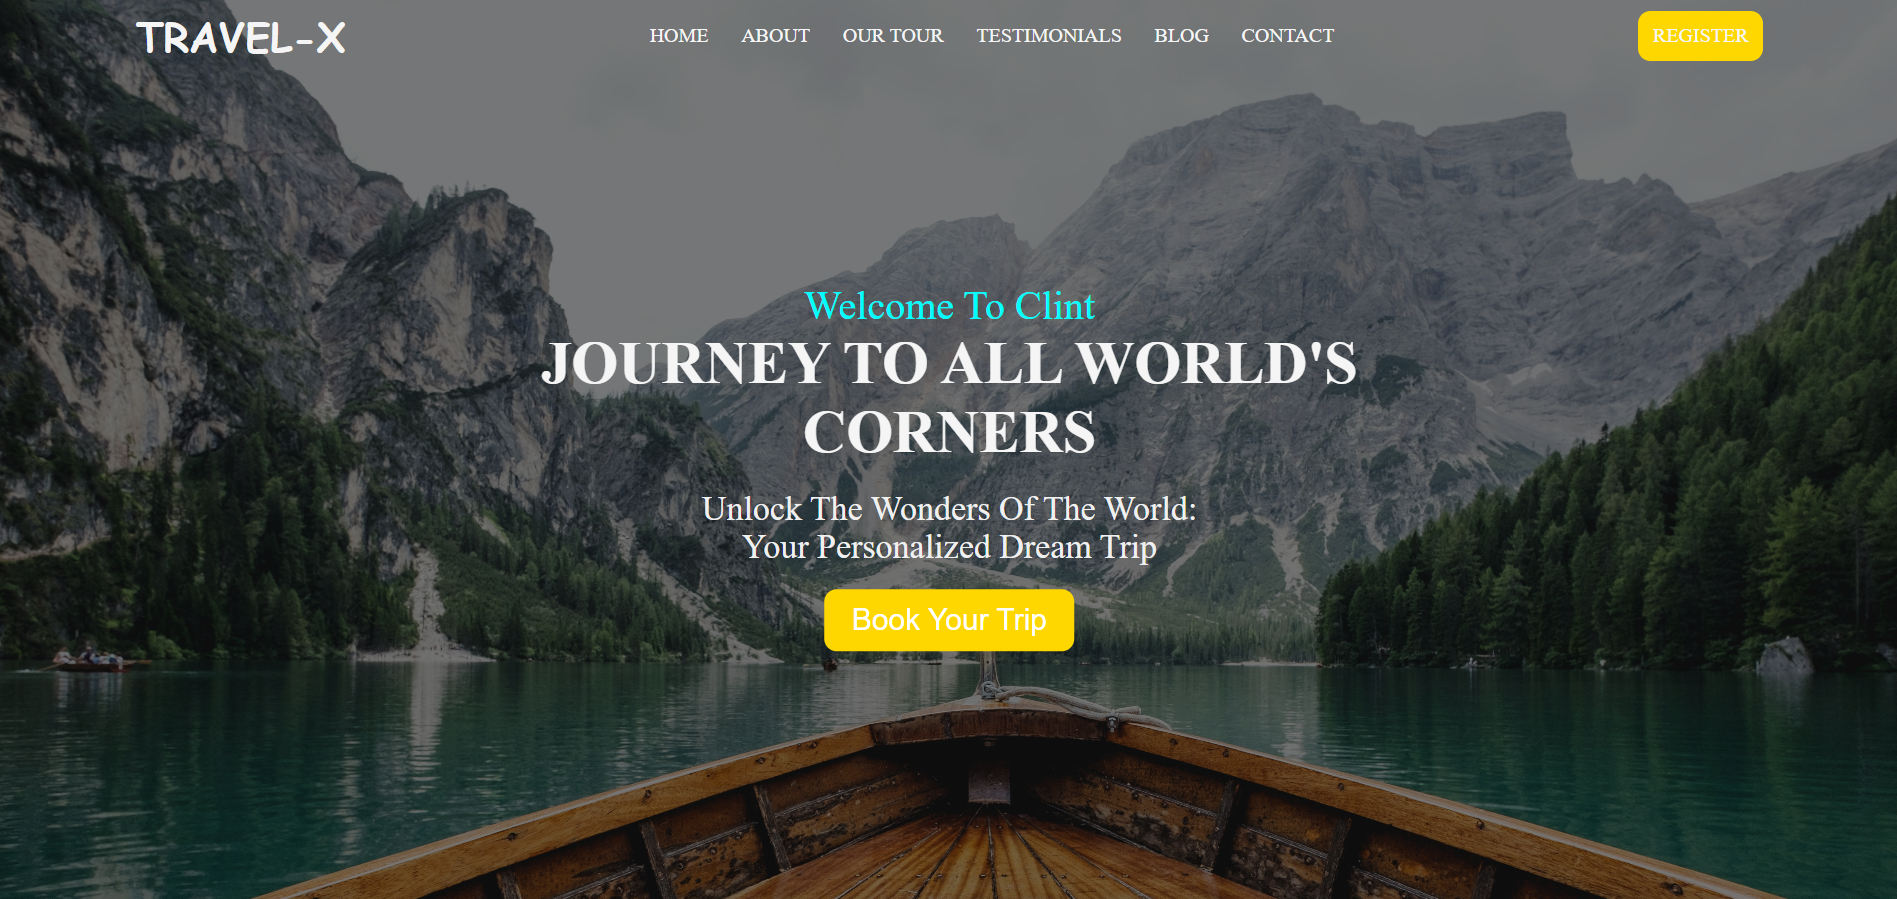 TRAVEL-X
HOME ABOUT OUR TOUR TESTIMONIALS BLOG CONTACT
REGISTER
Welcome To Clint
JOURNEY TO ALL WORLD'S
CORNERS
Unlock The Wonders Of The World:
Your Personalized Dream Trip
Book Your Trip